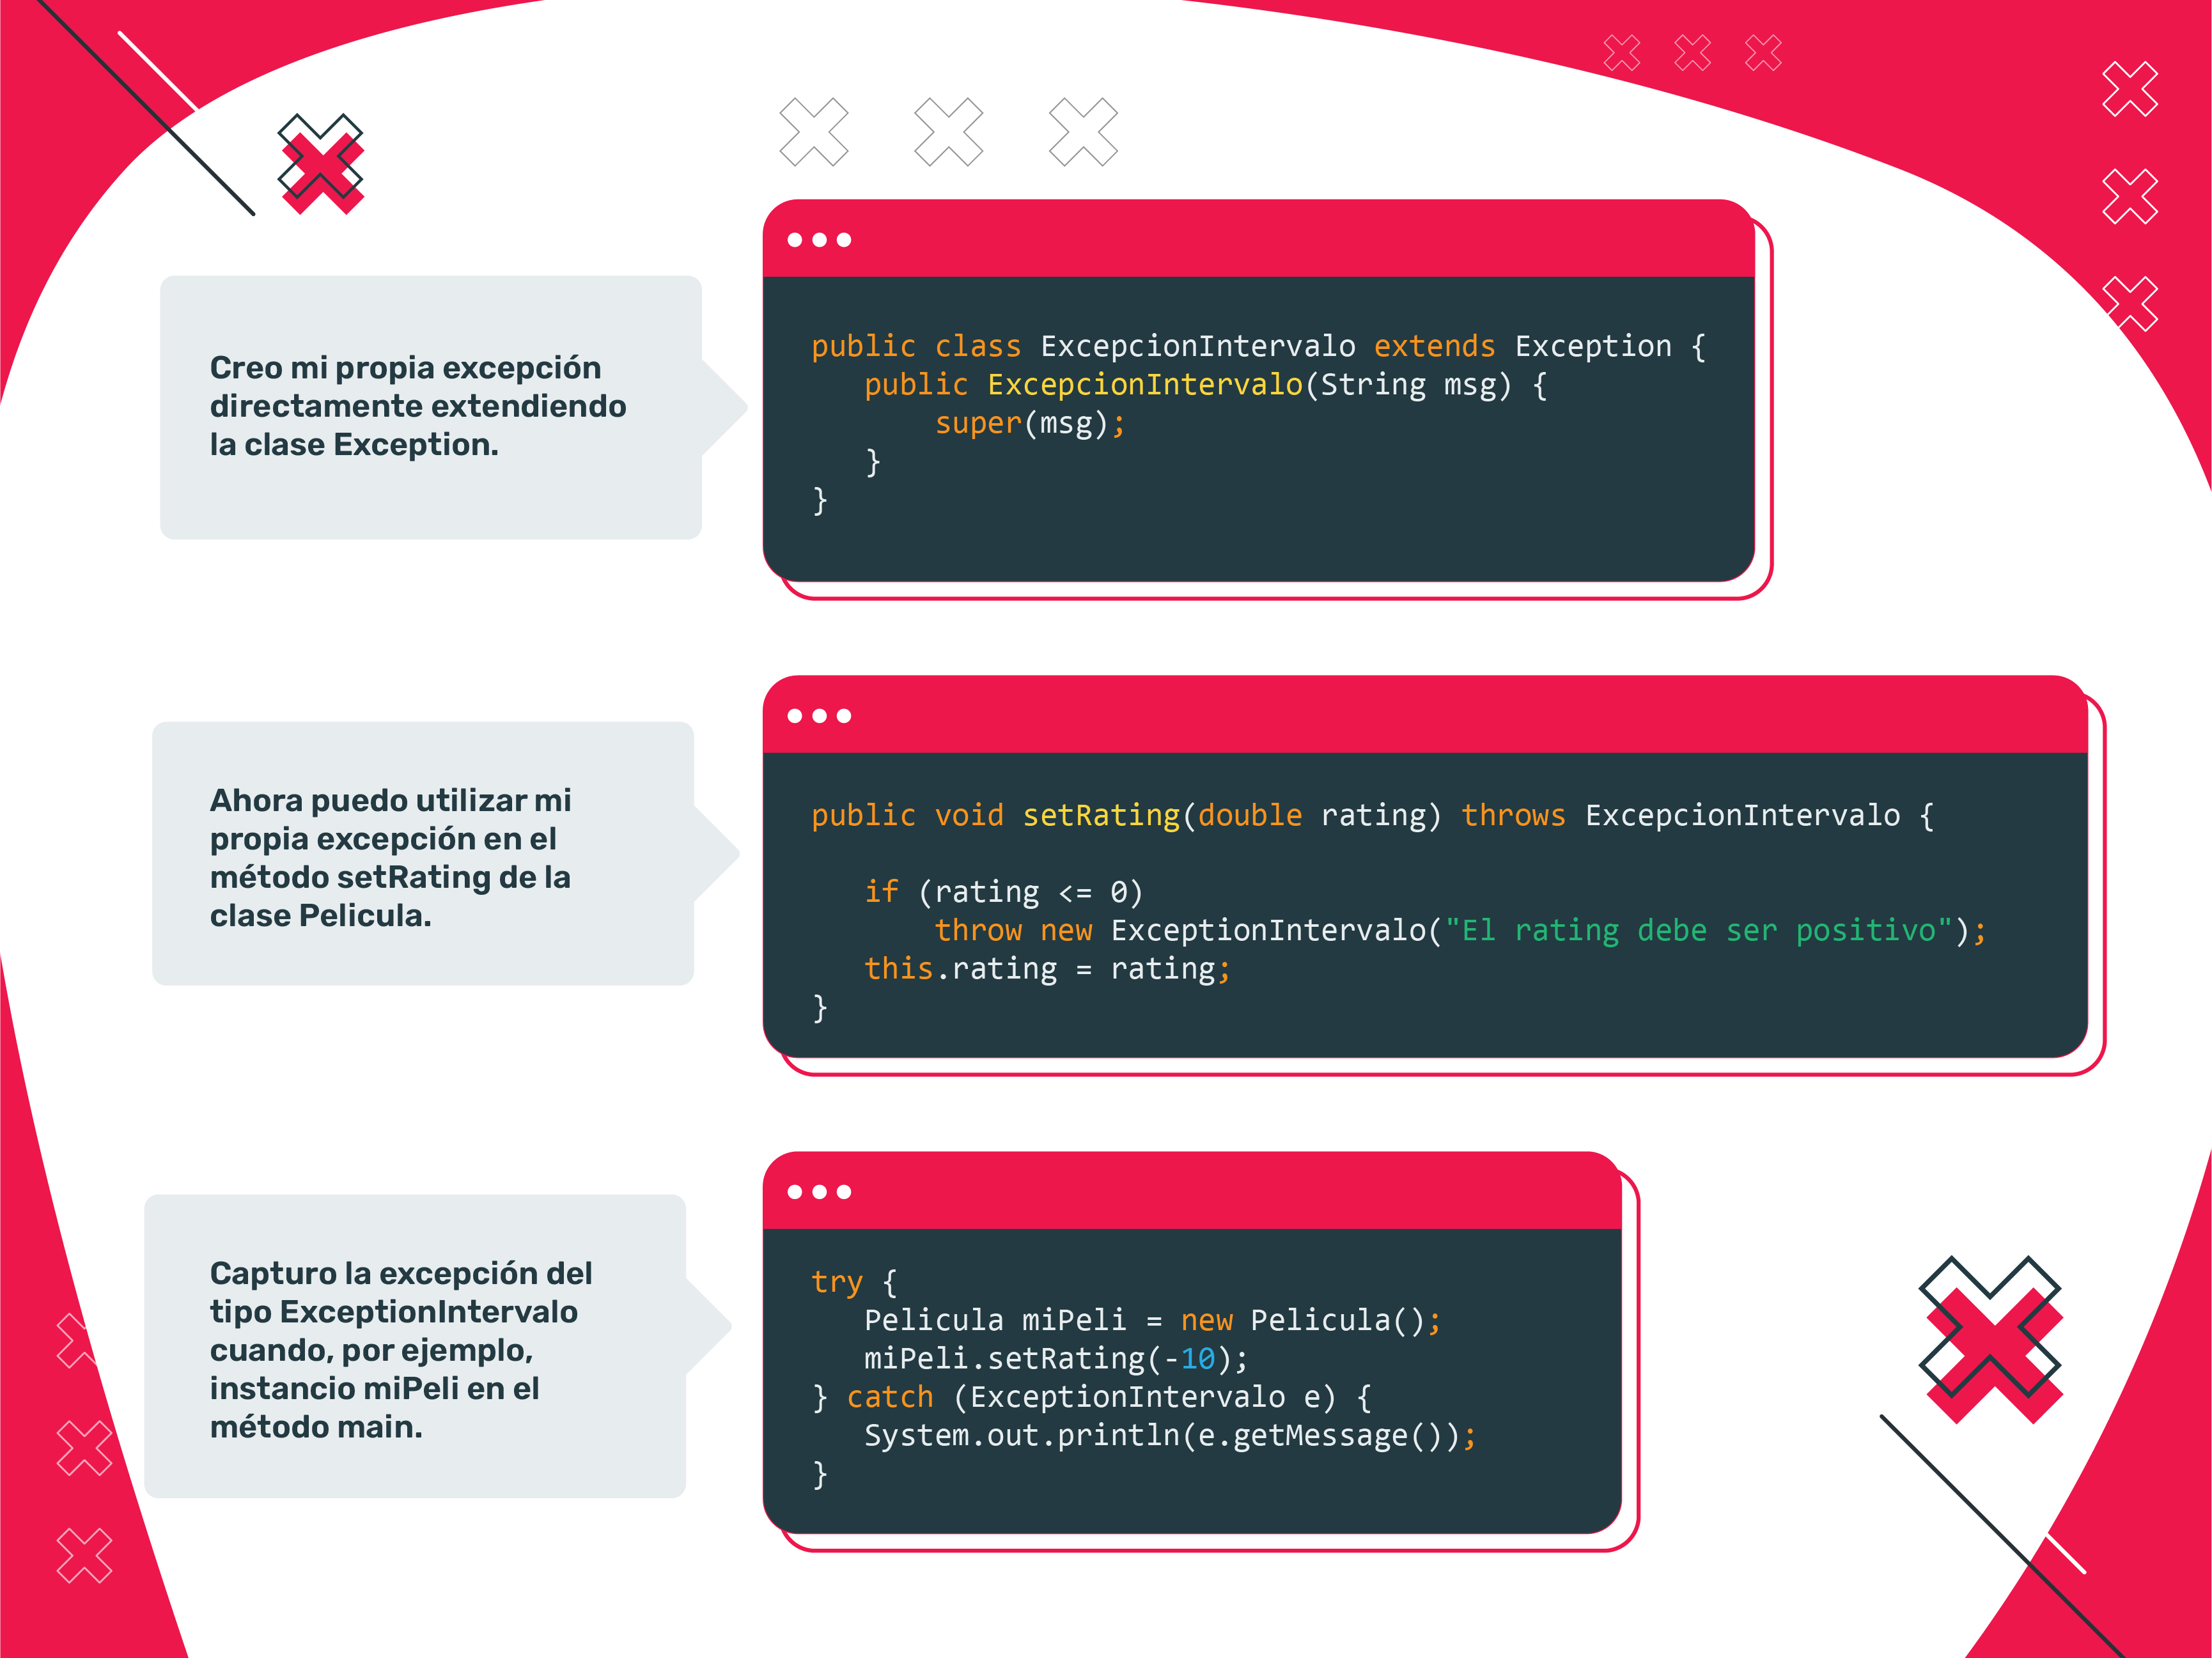 Creo mi propia excepción
directamente extendiendo
la clase Exception.
public class ExcepcionIntervalo extends Exception {
public ExcepcionIntervalo(String msg) {
super(msg);
}
}
Ahora puedo utilizar mi
propia excepción en el
método setRating de la
clase Pelicula.
public void setRating(double rating) throws ExcepcionIntervalo {
if (rating <= 0)
throw new ExceptionIntervalo("El rating debe ser positivo");
this.rating = rating;
}
Capturo la excepción del
tipo ExceptionIntervalo
cuando, por ejemplo,
instancio miPeli en el
método main.
try {
Pelicula miPeli = new Pelicula();
miPeli.setRating(-10);
} catch (ExceptionIntervalo e) {
System.out.println(e.getMessage());
}